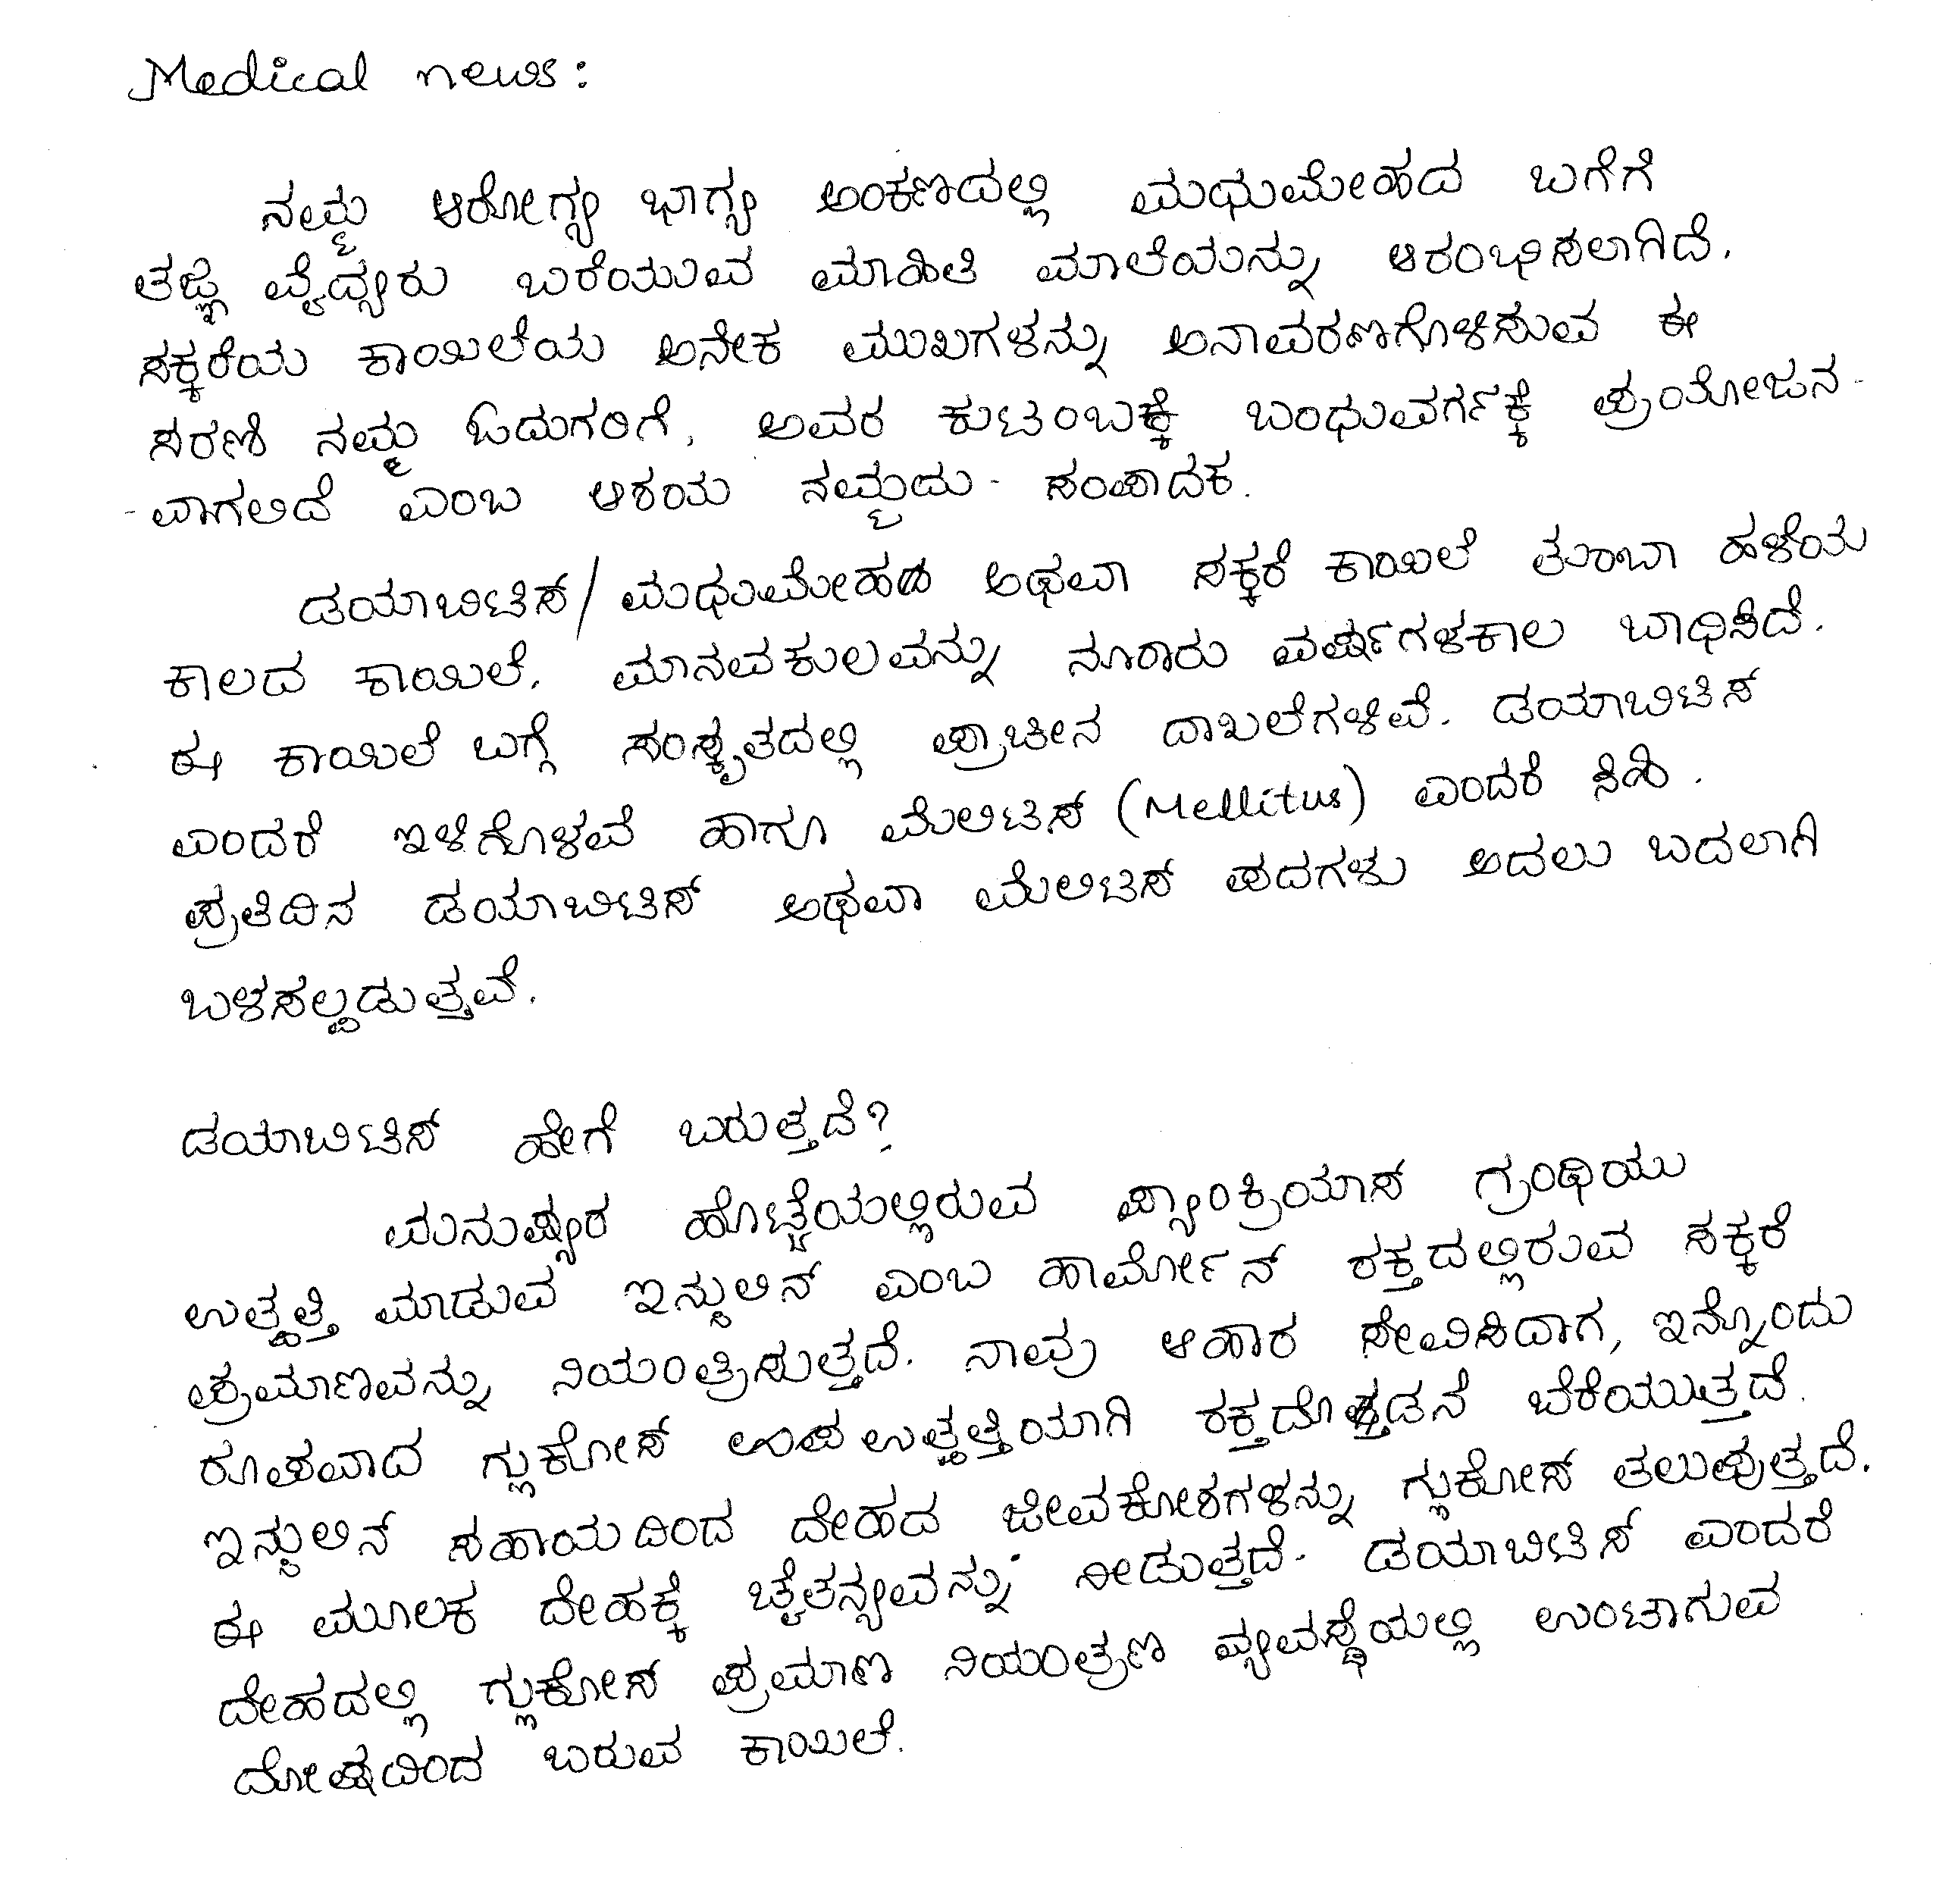 Medical news:
ನಮ್ಮ ಆರೋಗ್ಯ ಭಾಗ್ಯ ಅಂಕಣದಲ್ಲಿ ಮಧುಮೇಹದ ಬಗೆಗೆ
ತಜ್ಞ ವೈದ್ಯರು ಬರೆಯುವ ಮಾಹಿತಿ ಮಾಲೆಯನ್ನು ಆರಂಭಿಸಲಾಗಿದೆ.
ಸಕ್ಕರೆಯ ಕಾಯಿಲೆಯ ಅನೇಕ ಮುಖಗಳನ್ನು ಅನಾವರಣಗೊಳಿಸುವ ಈ
ಸರಣಿ ನಮ್ಮ ಓದುಗರಿಗೆ, ಅವರ ಕುಟಂಬಕ್ಕೆ ಬಂಧುವರ್ಗಕ್ಕೆ ಪ್ರಯೋಜನ-
-ವಾಗಲಿದೆ ಎಂಬ ಆಶಯ ನಮ್ಮದು - ಸಂಪಾದಕ.
ಡಯಾಬಿಟಿಸ್/ಮಧುಮೇಹ ಅಥವಾ ಸಕ್ಕರೆ ಕಾಯಿಲೆ ತುಂಬಾ ಹಳೆಯ
ಕಾಲದ ಕಾಯಿಲೆ. ಮಾನವಕುಲವನ್ನು ನೂರಾರು ವರ್ಷಗಳಕಾಲ ಬಾಧಿಸಿದೆ.
ಈ ಕಾಯಿಲೆ ಬಗ್ಗೆ ಸಂಸ್ಕೃತದಲ್ಲಿ ಪ್ರಾಚೀನ ದಾಖಲೆಗಳಿವೆ. ಡಯಾಬಿಟಿಸ್
ಎಂದರೆ ಇಳಿಗೊಳವೆ ಹಾಗೂ ಮೆಲಿಟಿಸ್ (Mellitus) ಎಂದರೆ ಸಿಹಿ.
ಪ್ರತಿದಿನ ಡಯಾಬಿಟಿಸ್ ಅಥವಾ ಮೆಲಿಟಿಸ್ ಪದಗಳು ಅದಲು ಬದಲಾಗಿ
ಬಳಸಲ್ಪಡುತ್ತವೆ.
ಡಯಾಬಿಟಿಸ್ ಹೇಗೆ ಬರುತ್ತದೆ?
ಮನುಷ್ಯರ ಹೊಟ್ಟೆಯಲ್ಲಿರುವ ಪ್ಯಾಂಕ್ರಿಯಾಸ್ ಗ್ರಂಥಿಯು
ಉತ್ಪತ್ತಿ ಮಾಡುವ ಇನ್ಸುಲಿನ್ ಎಂಬ ಹಾರ್ಮೋನ್ ರಕ್ತದಲ್ಲಿರುವ ಸಕ್ಕರೆ
ಪ್ರಮಾಣವನ್ನು ನಿಯಂತ್ರಿಸುತ್ತದೆ. ನಾವು ಆಹಾರ ಸೇವಿಸಿದಾಗ, ಇನ್ನೊಂದು
ರೂಪವಾದ ಗ್ಲುಕೋಸ್ ಉಪಉತ್ಪತ್ತಿಯಾಗಿ ರಕ್ತದೊಡನೆ ಬೆರೆಯುತ್ತದೆ.
ಇನ್ಸುಲಿನ್ ಸಹಾಯದಿಂದ ದೇಹದ ಜೀವಕೋಶಗಳನ್ನು ಗ್ಲುಕೋಸ್ ತಲುಪುತ್ತದೆ.
ಈ ಮೂಲಕ ದೇಹಕ್ಕೆ ಚೈತನ್ಯವನ್ನು ನೀಡುತ್ತದೆ. ಡಯಾಬಿಟಿಸ್ ಎಂದರೆ
ದೇಹದಲ್ಲಿ ಗ್ಲುಕೋಸ್ ಪ್ರಮಾಣ ನಿಯಂತ್ರಣ ವ್ಯವಸ್ಥೆಯಲ್ಲಿ ಉಂಟಾಗುವ
ದೋಷದಿಂದ ಬರುವ ಕಾಯಿಲೆ.